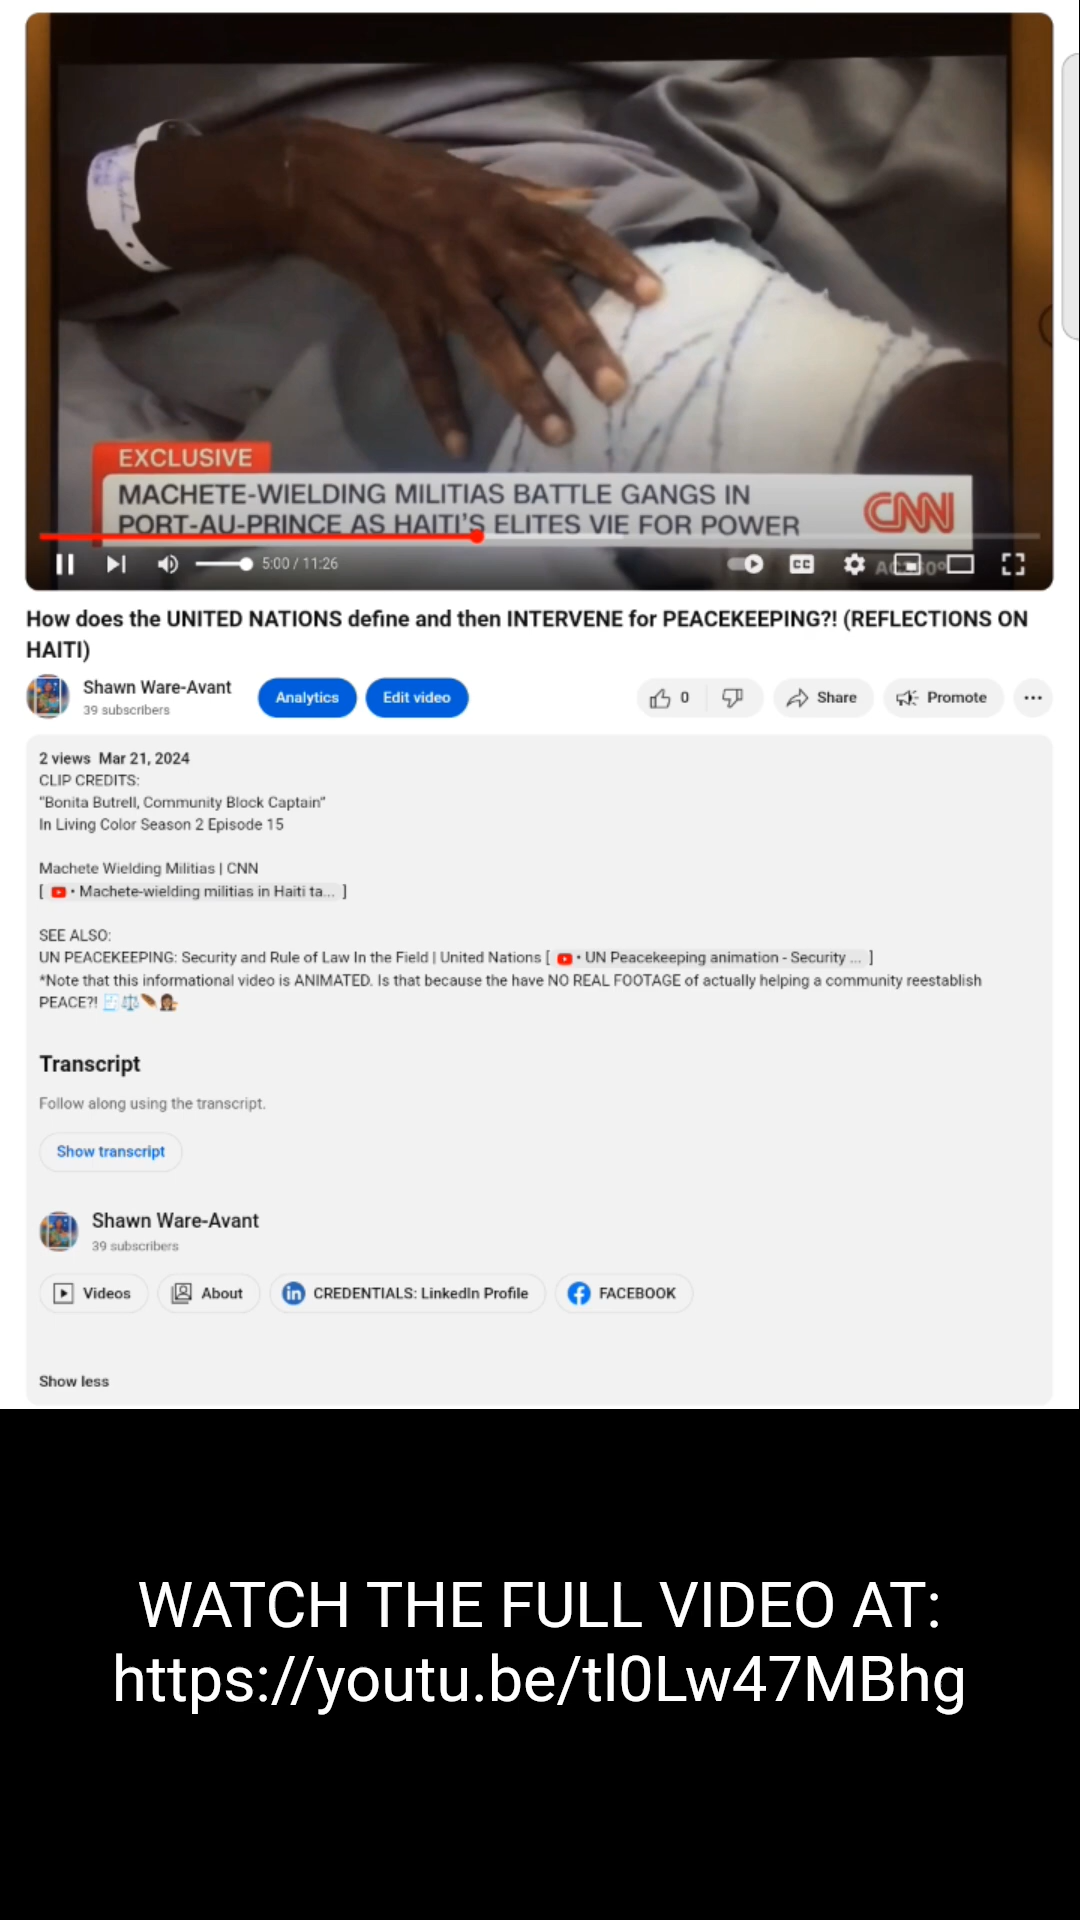 EXCLUSIVE
MACHETE-WIELDING MILITIAS BATTLE GANGS IN
PORT-AU-PRINCE AS HAITI'S ELITES VIE FOR POWER
CNN
5:00 / 11:26
CC
How does the UNITED NATIONS define and then INTERVENE for PEACEKEEPING?! (REFLECTIONS ON
HAITI)
Shawn Ware-Avant
39 subscribers
Analytics
Edit video
0
Share
Promote
2 views Mar 21, 2024
CLIP CREDITS:
"Bonita Butrell, Community Block Captain"
In Living Color Season 2 Episode 15
Machete Wielding Militias | CNN
[ • Machete-wielding militias in Haiti ta... ]
SEE ALSO:
UN PEACEKEEPING: Security and Rule of Law In the Field | United Nations [ • UN Peacekeeping animation - Security ... ]
*Note that this informational video is ANIMATED. Is that because the have NO REAL FOOTAGE of actually helping a community reestablish
PEACE?!
Transcript
Follow along using the transcript.
Show transcript
Shawn Ware-Avant
39 subscribers
Videos
About
in CREDENTIALS: LinkedIn Profile
FACEBOOK
Show less
WATCH THE FULL VIDEO AT:
https://youtu.be/tl0Lw47MBhg